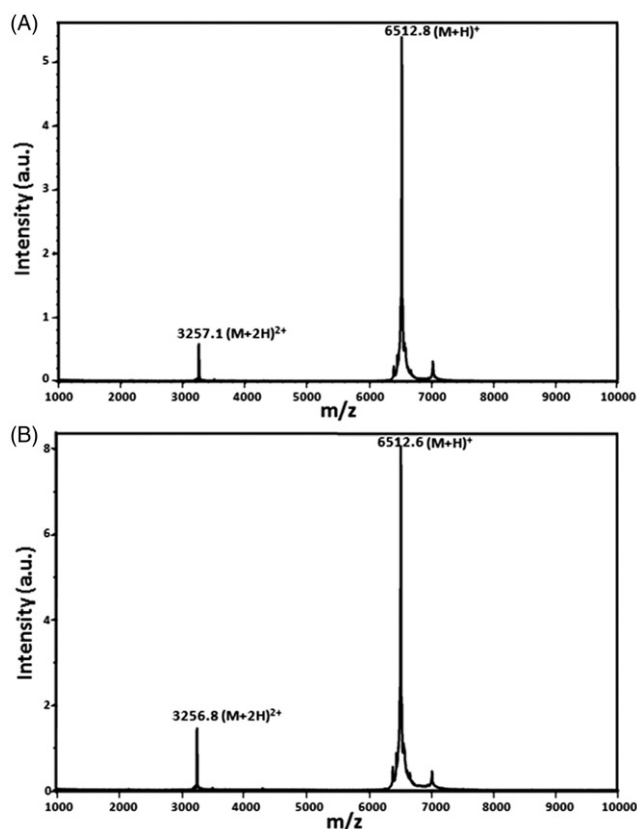 (A)
6512.8 (M+H)+
5
4
3
2
1
0
Intensity (a.u.)
3257.1 (M+2H)2+
1000 2000 3000 4000 5000 6000 7000 8000 9000 10000
m/z
(B)
6512.6 (M+H)+
8
6
4
2
0
Intensity (a.u.)
3256.8 (M+2H)2+
1000 2000 3000 4000 5000 6000 7000 8000 9000 10000
m/z